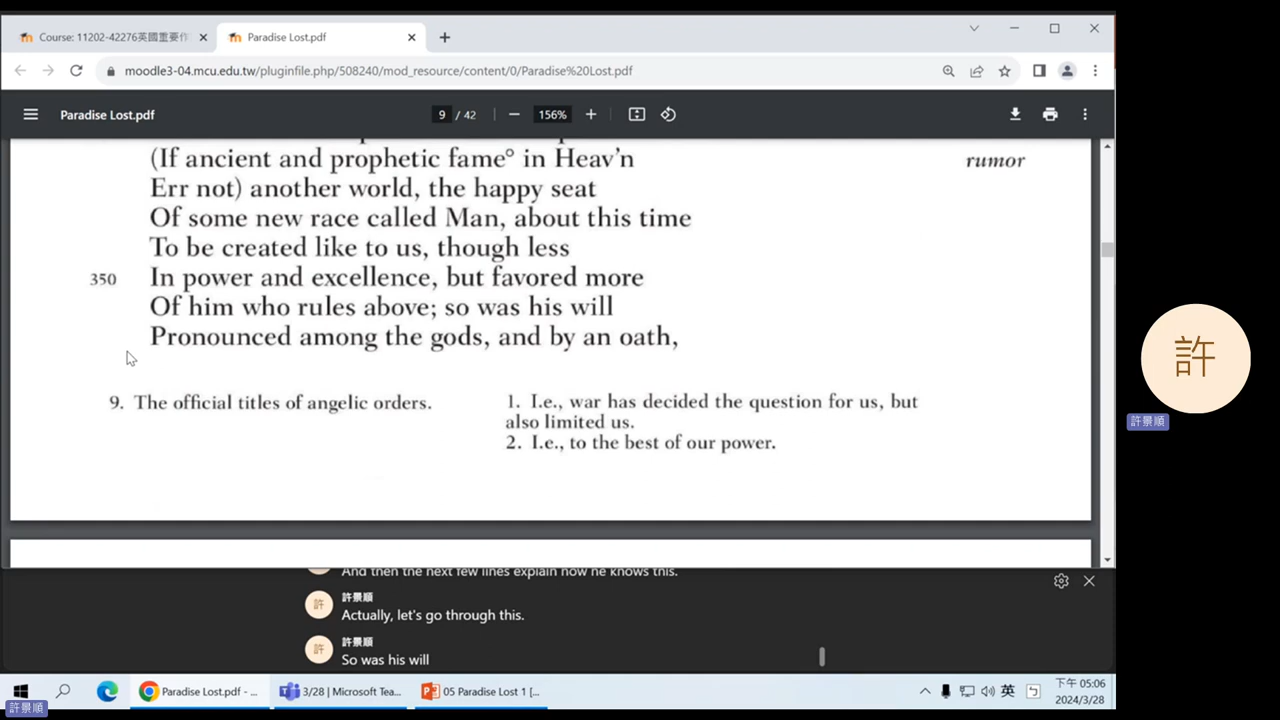 Course: 11202-42276英國重要作
Paradise Lost.pdf
moodle3-04.mcu.edu.tw/pluginfile.php/508240/mod_resource/content/0/Paradise%20Lost.pdf
Paradise Lost.pdf
9 / 42
156%
(If ancient and prophetic fame° in Heav'n
rumor
Err not) another world, the happy seat
Of some new race called Man, about this time
To be created like to us, though less
350 In power and excellence, but favored more
Of him who rules above; so was his will
Pronounced among the gods, and by an oath,
9. The official titles of angelic orders.
1. I.e., war has decided the question for us, but
also limited us.
2. I.e., to the best of our power.
許
許景順
And then the next few lines explain how he knows this.
許
許景順
Actually, let's go through this.
許
許景順
So was his will
Paradise Lost.pdf - ...
3/28 | Microsoft Tea...
05 Paradise Lost 1 [...
英
下午 05:06
2024/3/28
許景順